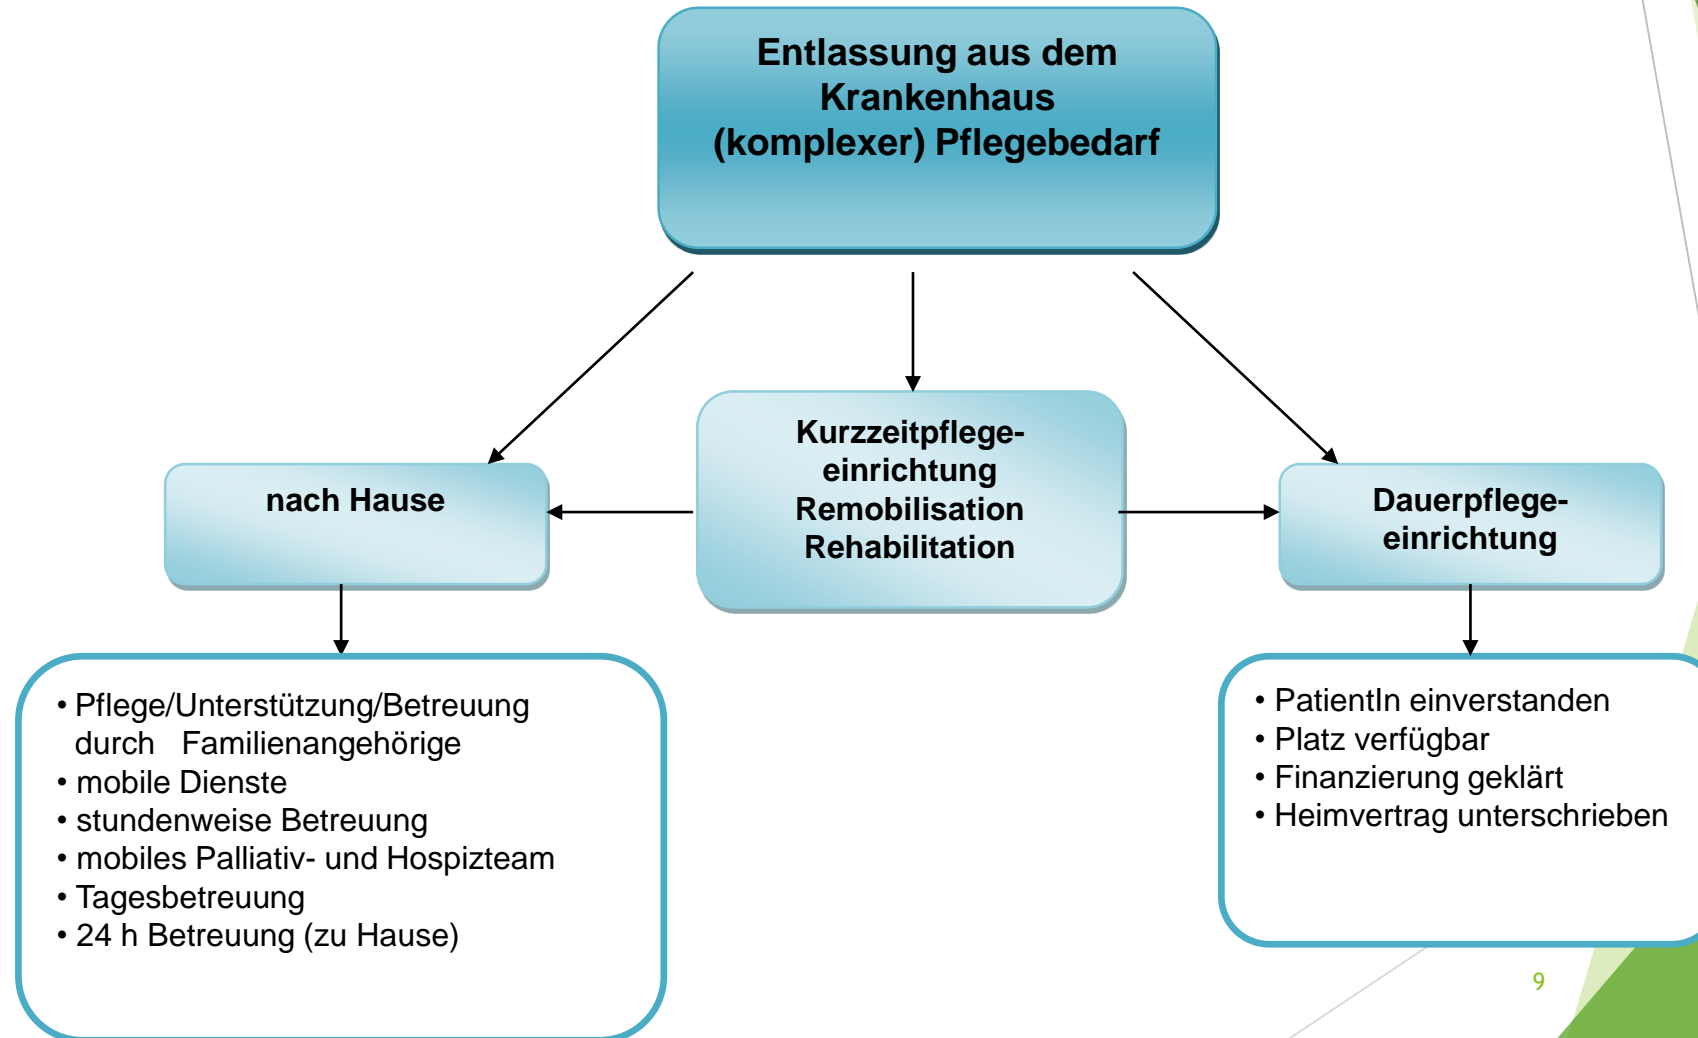 Entlassung aus dem
Krankenhaus
(komplexer) Pflegebedarf
nach Hause
Kurzzeitpflege-
einrichtung
Remobilisation
Rehabilitation
Dauerpflege-
einrichtung
• Pflege/Unterstützung/Betreuung
durch Familienangehörige
• mobile Dienste
• stundenweise Betreuung
• mobiles Palliativ- und Hospizteam
• Tagesbetreuung
• 24 h Betreuung (zu Hause)
• PatientIn einverstanden
• Platz verfügbar
• Finanzierung geklärt
• Heimvertrag unterschrieben
9